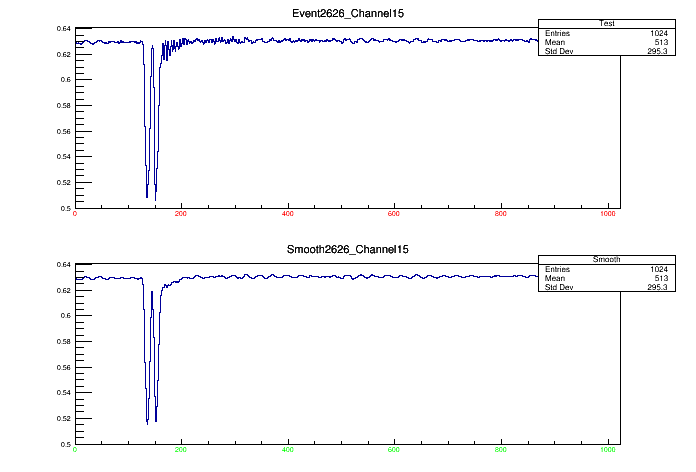 Event2626_Channel15
Test
Entries 1024
Mean 513
Std Dev 295.3
0.64
0.62
0.6
0.58
0.56
0.54
0.52
0.5
0 200 400 600 800 1000
Smooth2626_Channel15
Smooth
Entries 1024
Mean 513
Std Dev 295.3
0.64
0.62
0.6
0.58
0.56
0.54
0.52
0.5
0 200 400 600 800 1000